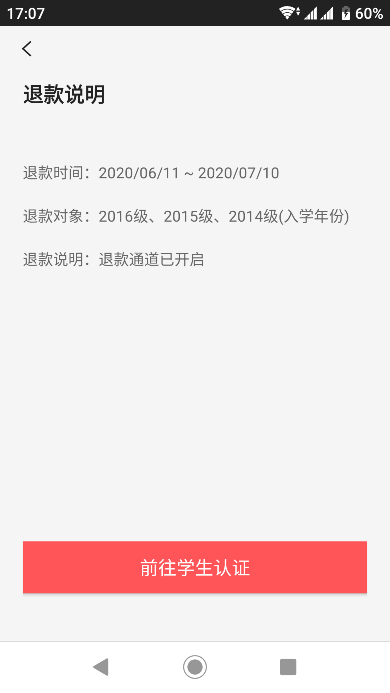 17:07
60%
退款说明
退款时间：2020/06/11 ~ 2020/07/10
退款对象：2016级、2015级、2014级(入学年份)
退款说明：退款通道已开启
前往学生认证